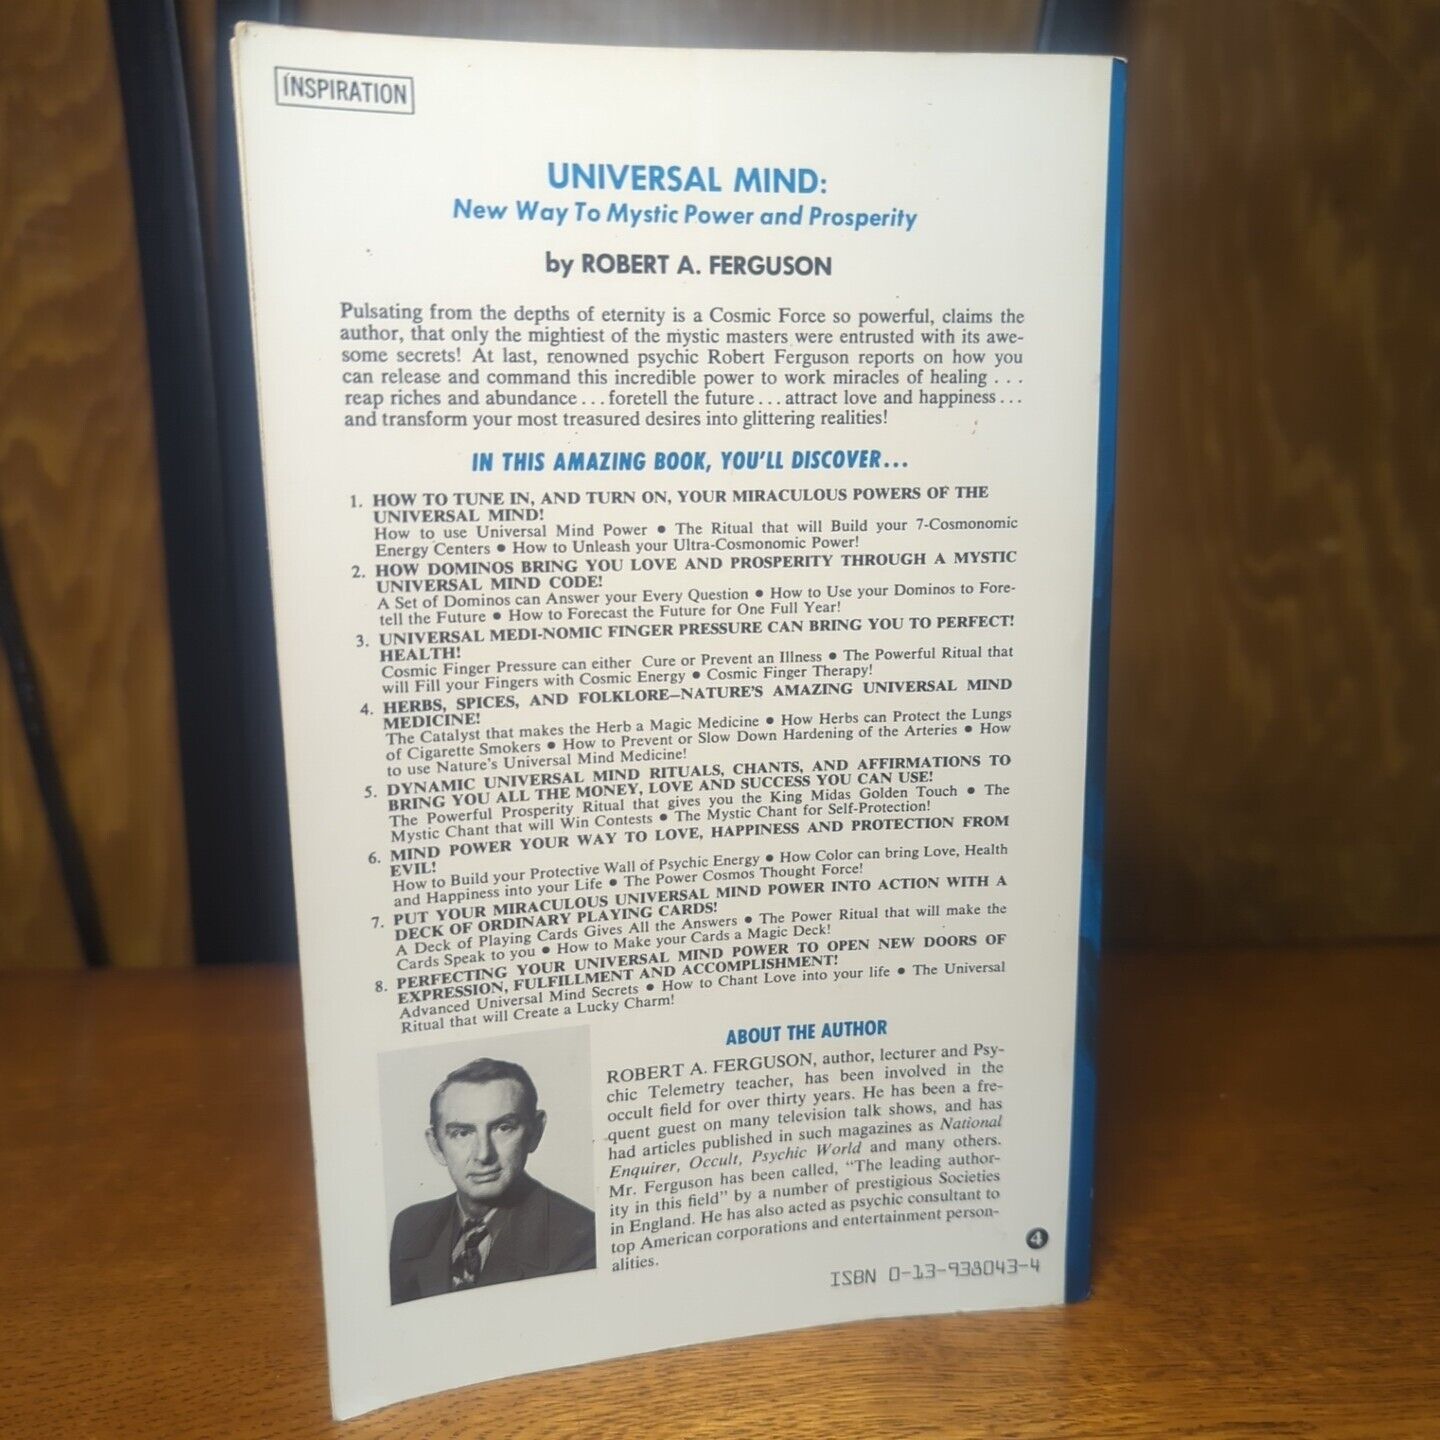 INSPIRATION
UNIVERSAL MIND:
New Way To Mystic Power and Prosperity
by ROBERT A. FERGUSON
Pulsating from the depths of eternity is a Cosmic Force so powerful, claims the
author, that only the mightiest of the mystic masters were entrusted with its awe-
some secrets! At last, renowned psychic Robert Ferguson reports on how you
can release and command this incredible power to work miracles of healing . . .
reap riches and abundance . . . foretell the future . . . attract love and happiness . . .
and transform your most treasured desires into glittering realities!
IN THIS AMAZING BOOK, YOU'LL DISCOVER...
1. HOW TO TUNE IN, AND TURN ON, YOUR MIRACULOUS POWERS OF THE
UNIVERSAL MIND!
How to use Universal Mind Power • The Ritual that will Build your 7-Cosmonomic
Energy Centers • How to Unleash your Ultra-Cosmonomic Power!
2. HOW DOMINOS BRING YOU LOVE AND PROSPERITY THROUGH A MYSTIC
UNIVERSAL MIND CODE!
A Set of Dominos can Answer your Every Question • How to Use your Dominos to Fore-
tell the Future • How to Forecast the Future for One Full Year!
3. UNIVERSAL MEDI-NOMIC FINGER PRESSURE CAN BRING YOU TO PERFECT!
HEALTH!
Cosmic Finger Pressure can either Cure or Prevent an Illness • The Powerful Ritual that
will Fill your Fingers with Cosmic Energy • Cosmic Finger Therapy!
4. HERBS, SPICES, AND FOLKLORE—NATURE'S AMAZING UNIVERSAL MIND
MEDICINE!
The Catalyst that makes the Herb a Magic Medicine • How Herbs can Protect the Lungs
of Cigarette Smokers • How to Prevent or Slow Down Hardening of the Arteries • How
to use Nature's Universal Mind Medicine!
5. DYNAMIC UNIVERSAL MIND RITUALS, CHANTS, AND AFFIRMATIONS TO
BRING YOU ALL THE MONEY, LOVE AND SUCCESS YOU CAN USE!
The Powerful Prosperity Ritual that gives you the King Midas Golden Touch • The
Mystic Chant that will Win Contests • The Mystic Chant for Self-Protection!
6. MIND POWER YOUR WAY TO LOVE, HAPPINESS AND PROTECTION FROM
EVIL!
How to Build your Protective Wall of Psychic Energy • How Color can bring Love, Health
and Happiness into your Life • The Power Cosmos Thought Force!
7. PUT YOUR MIRACULOUS UNIVERSAL MIND POWER INTO ACTION WITH A
DECK OF ORDINARY PLAYING CARDS!
A Deck of Playing Cards Gives All the Answers • The Power Ritual that will make the
Cards Speak to you • How to Make your Cards a Magic Deck!
8. PERFECTING YOUR UNIVERSAL MIND POWER TO OPEN NEW DOORS OF
EXPRESSION, FULFILLMENT AND ACCOMPLISHMENT!
Advanced Universal Mind Secrets • How to Chant Love into your life • The Universal
Ritual that will Create a Lucky Charm!
ABOUT THE AUTHOR
ROBERT A. FERGUSON, author, lecturer and Psy-
chic Telemetry teacher, has been involved in the
occult field for over thirty years. He has been a fre-
quent guest on many television talk shows, and has
had articles published in such magazines as National
Enquirer, Occult, Psychic World and many others.
Mr. Ferguson has been called, "The leading author-
ity in this field" by a number of prestigious Societies
in England. He has also acted as psychic consultant to
top American corporations and entertainment person-
alities.
4
ISBN 0-13-938043-4